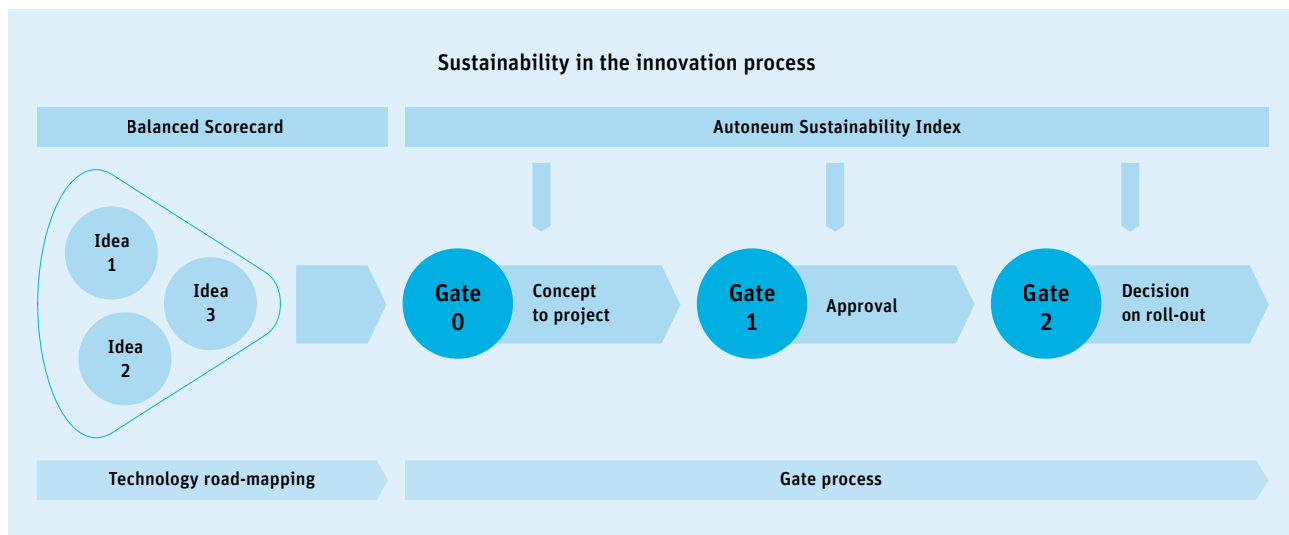 Sustainability in the innovation process
Balanced Scorecard
Autoneum Sustainability Index
Idea
1
Idea
2
Idea
3
Gate
0
Concept
to project
Gate
1
Approval
Gate
2
Decision
on roll-out
Technology road-mapping
Gate process